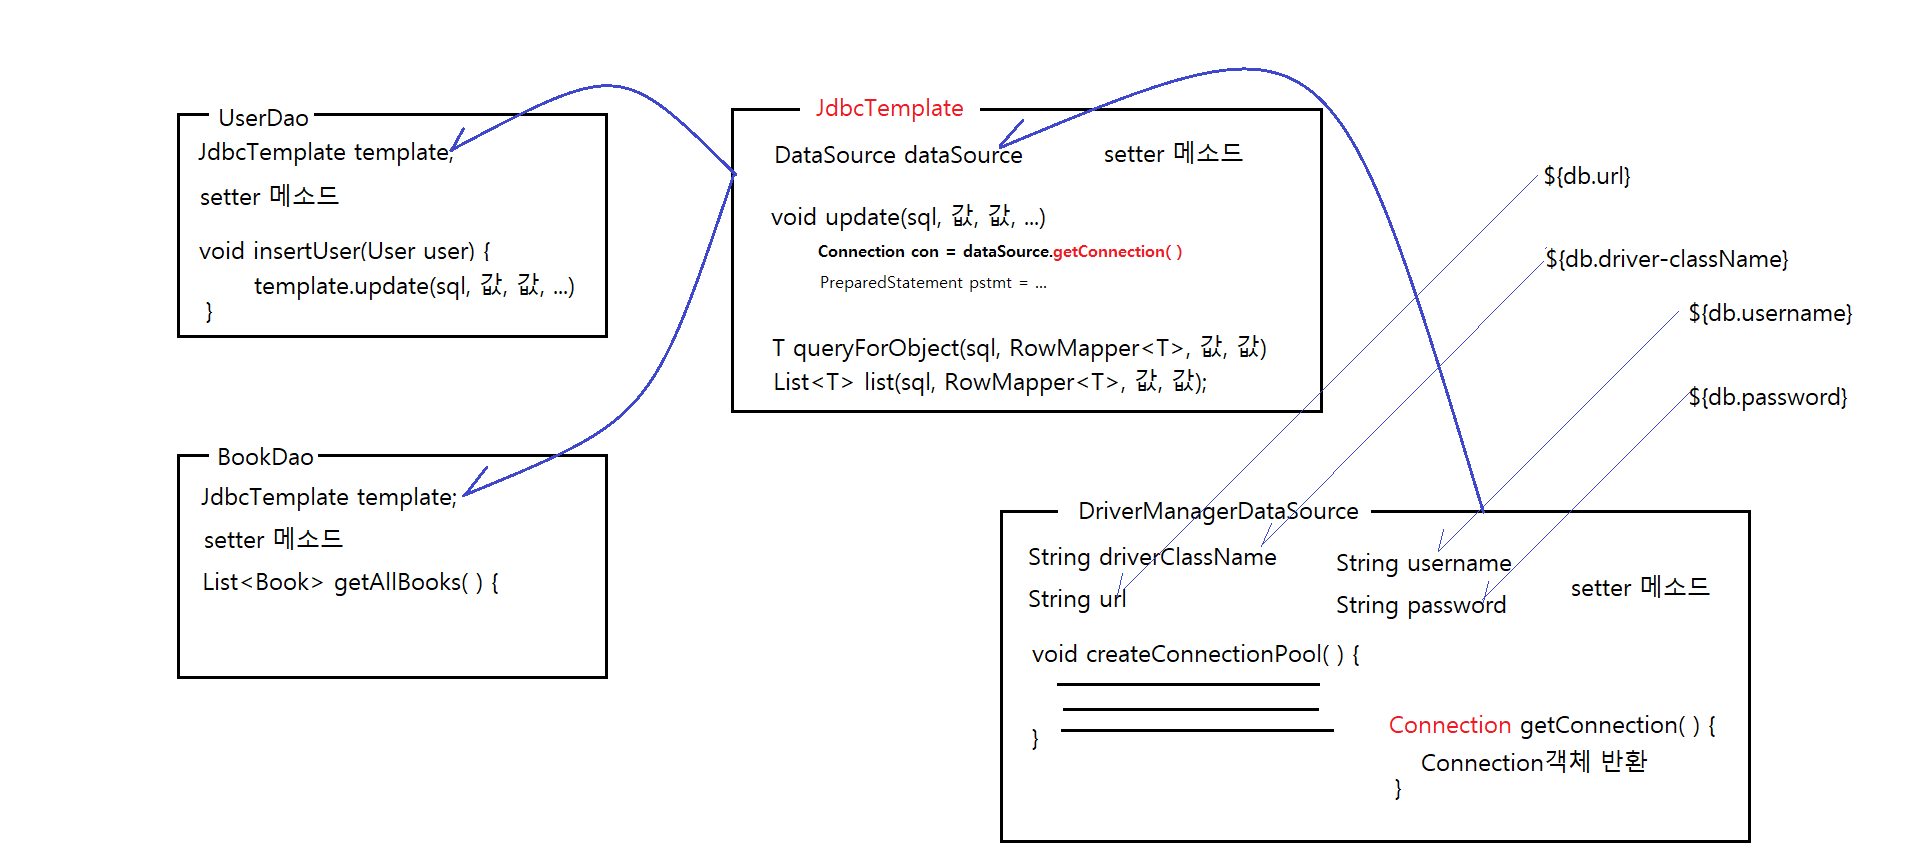 UserDao
JdbcTemplate template;
setter 메소드
void insertUser(User user) {
template.update(sql, 값, 값, ...)
}
BookDao
JdbcTemplate template;
setter 메소드
List<Book> getAllBooks( ) {
JdbcTemplate
DataSource dataSource
setter 메소드
void update(sql, 값, 값, ...)
Connection con = dataSource.getConnection( )
PreparedStatement pstmt = ...
T queryForObject(sql, RowMapper<T>, 값, 값)
List<T> list(sql, RowMapper<T>, 값, 값);
${db.url}
${db.driver-className}
${db.username}
${db.password}
DriverManagerDataSource
String driverClassName
String url
String username
String password
setter 메소드
void createConnectionPool( ) {
}
Connection getConnection( ) {
Connection객체 반환
}